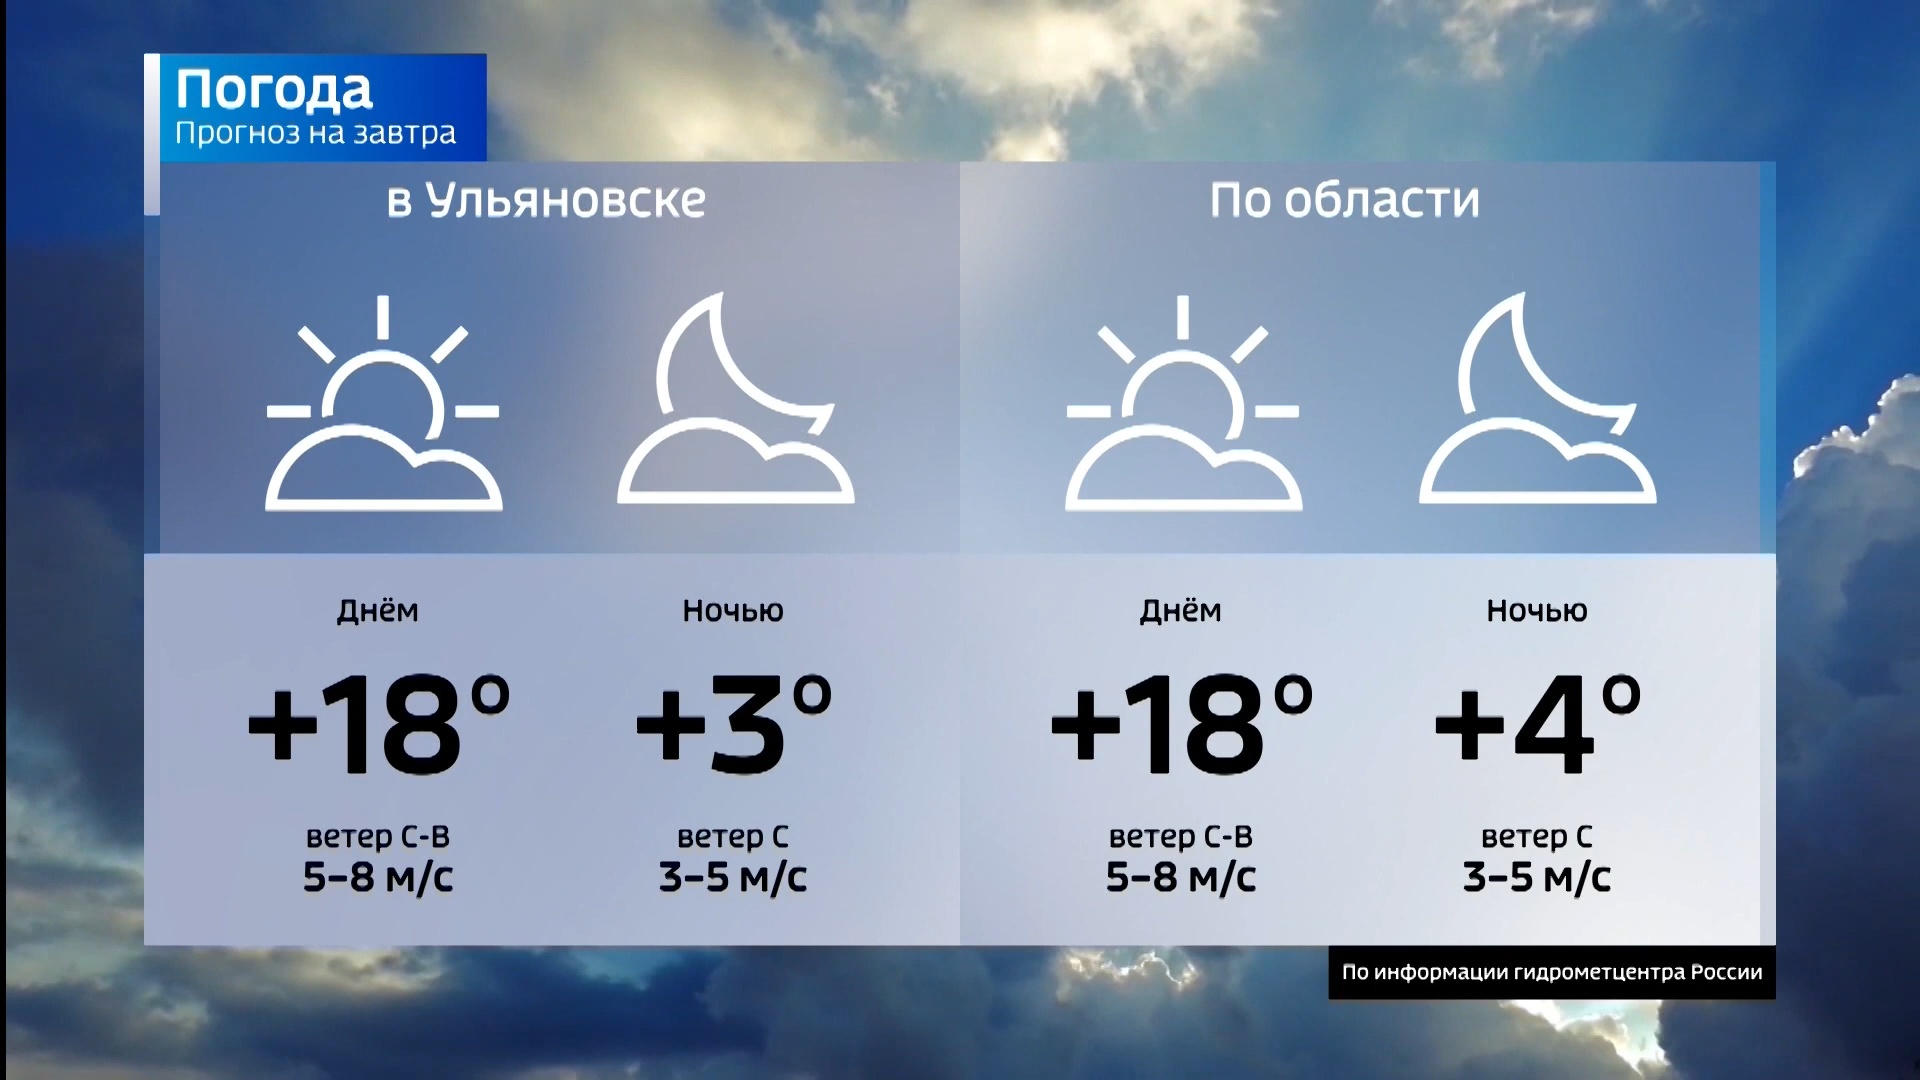 Погода
Прогноз на завтра
в Ульяновске
По области
Днём
Ночью
Днём
Ночью
+18°
+3°
+18°
+4°
ветер С-В
ветер С
ветер С-В
ветер С
5-8 м/с
3-5 м/с
5-8 м/с
3-5 м/с
По информации гидрометцентра России